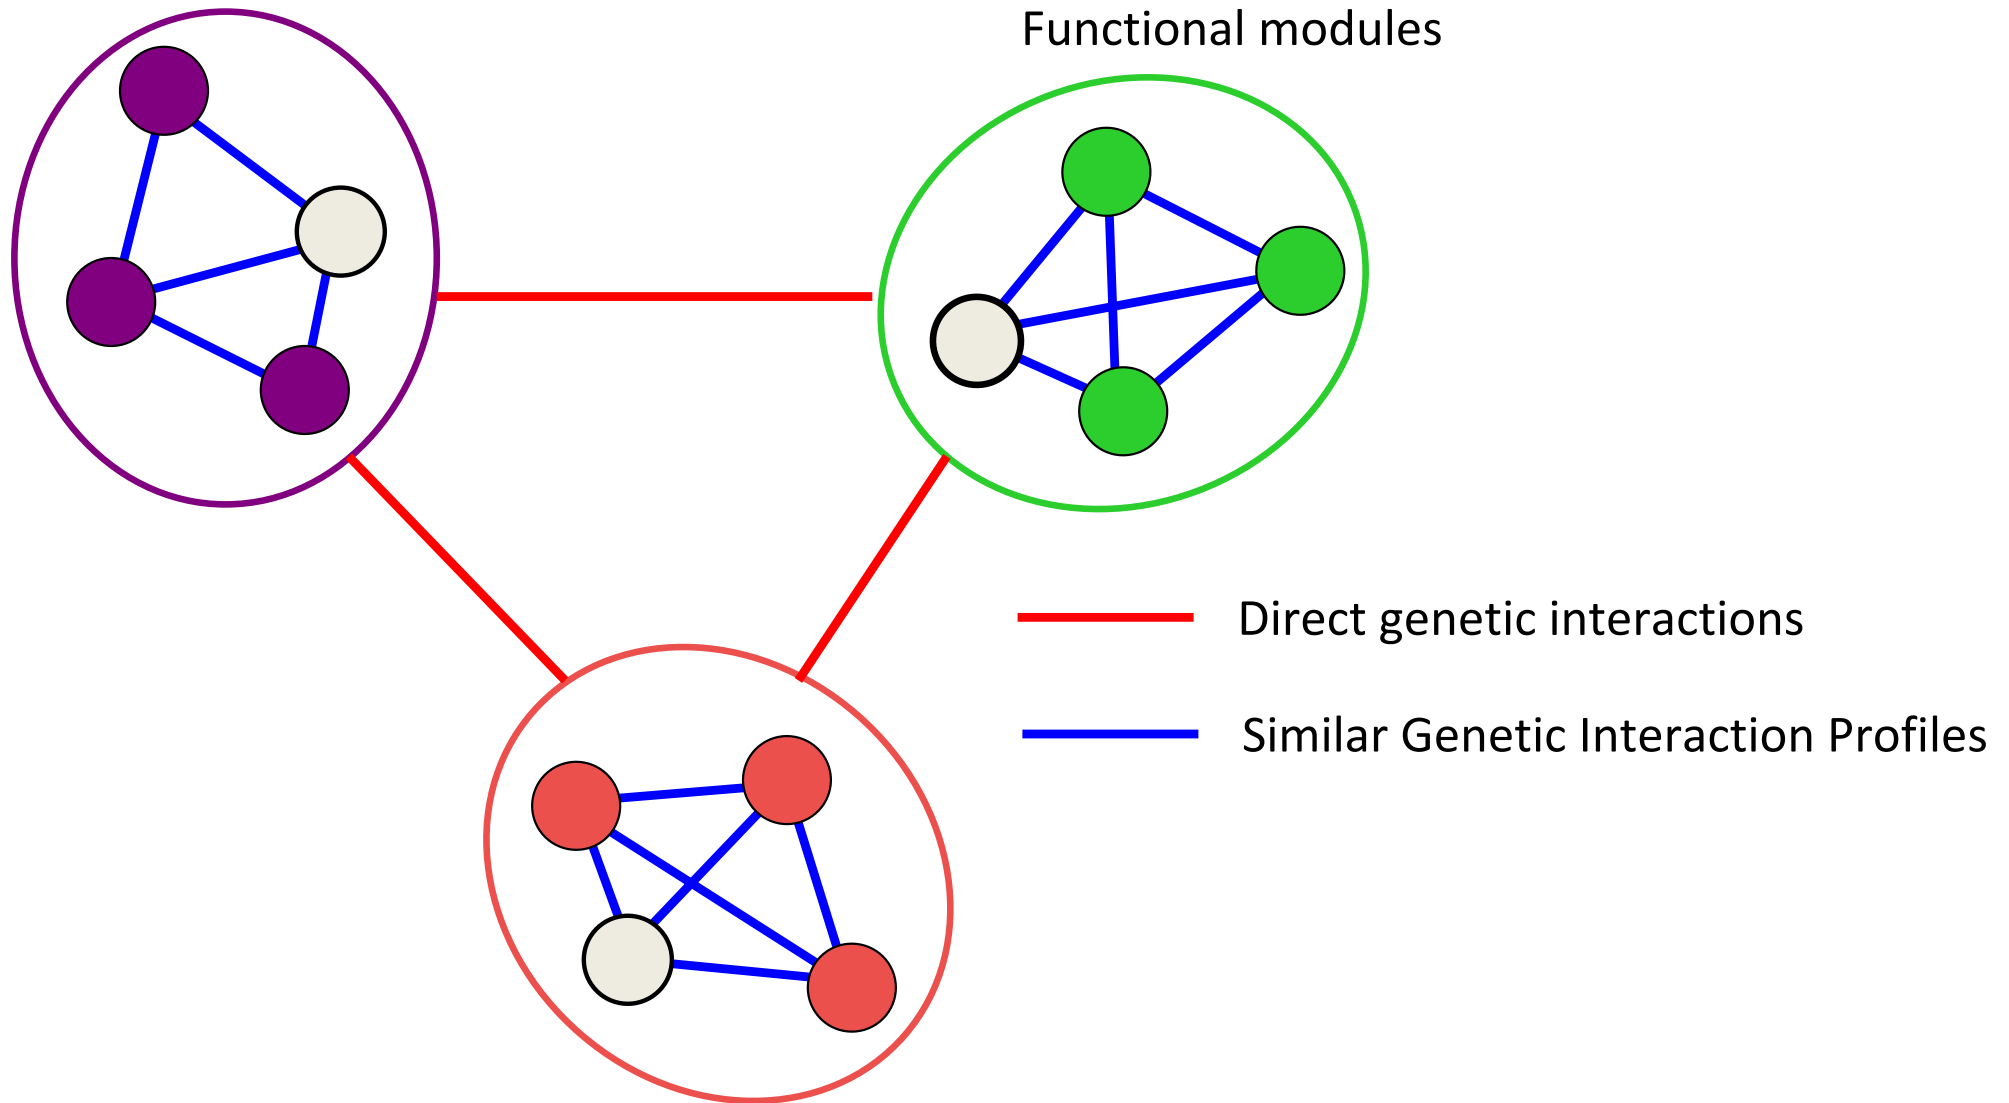 Functional modules
Direct genetic interactions
Similar Genetic Interaction Profiles